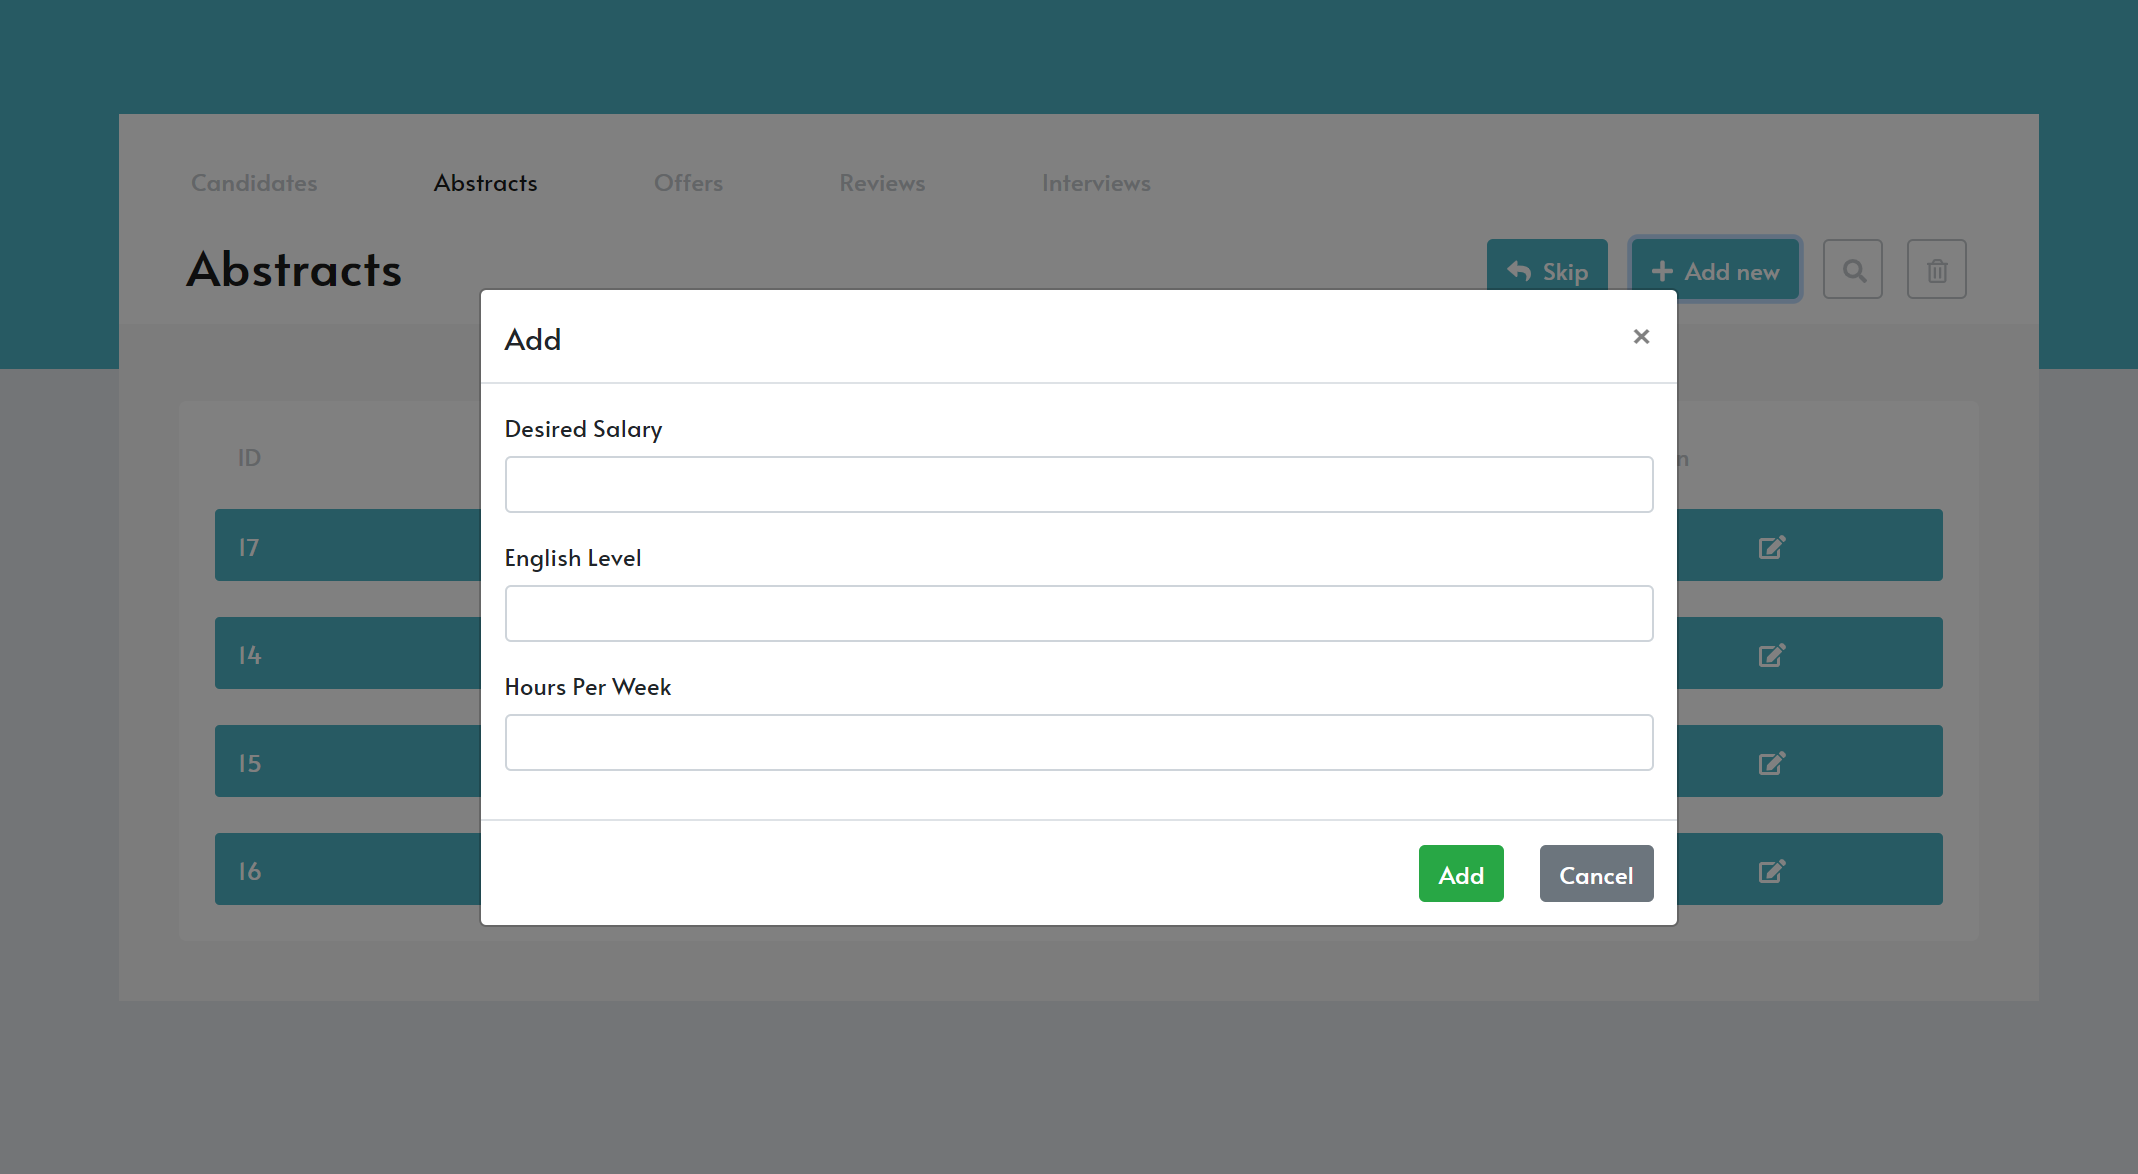 Candidates Abstracts Offers Reviews Interviews
Abstracts
Skip
Add new
Add
×
Desired Salary
ID
English Level
17
Hours Per Week
14
15
16
Add
Cancel